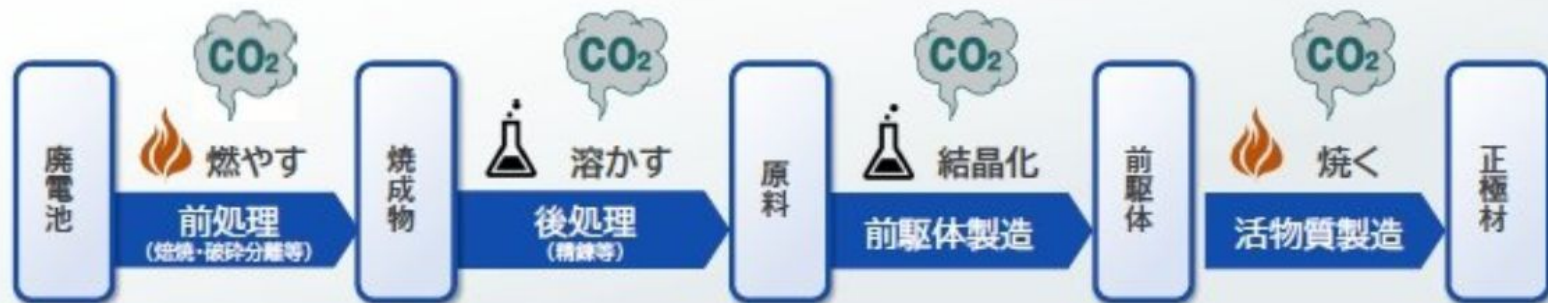 CO₂
CO₂
CO₂
CO₂
廃電池
燃やす
前処理
(焙焼・破砕分離等)
焼成物
溶かす
後処理
(精錬等)
原料
結晶化
前駆体製造
前駆体
焼く
活物質製造
正極材